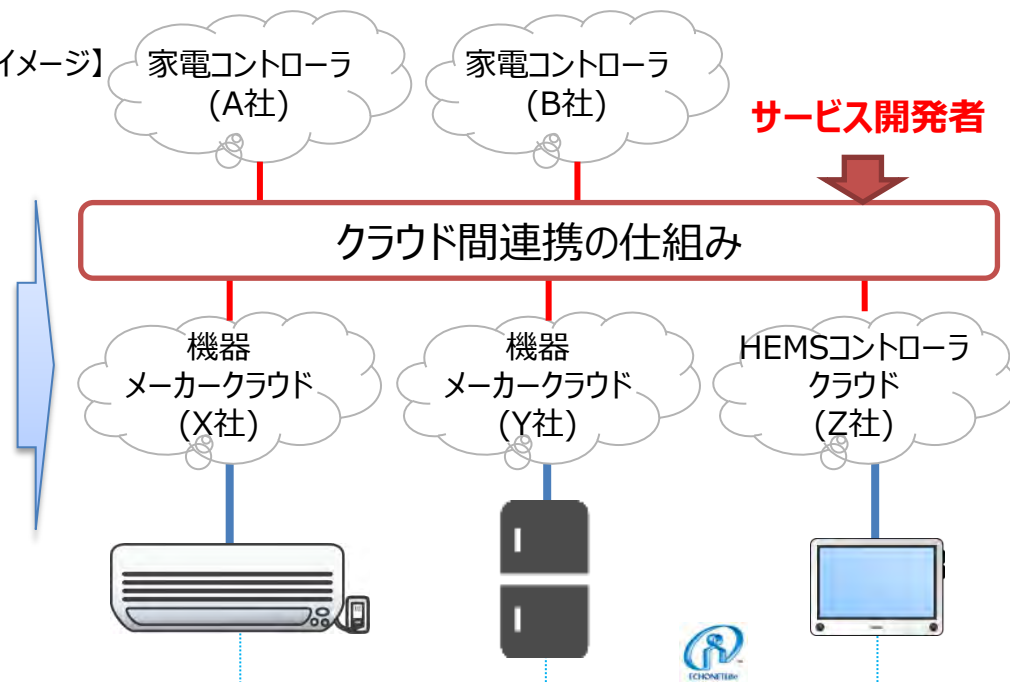 イメージ】
家電コントローラ
(A社)
家電コントローラ
(B社)
サービス開発者
クラウド間連携の仕組み
機器
メーカークラウド
(X社)
機器
メーカークラウド
(Y社)
HEMSコントローラ
クラウド
(Z社)
ECHONETLite